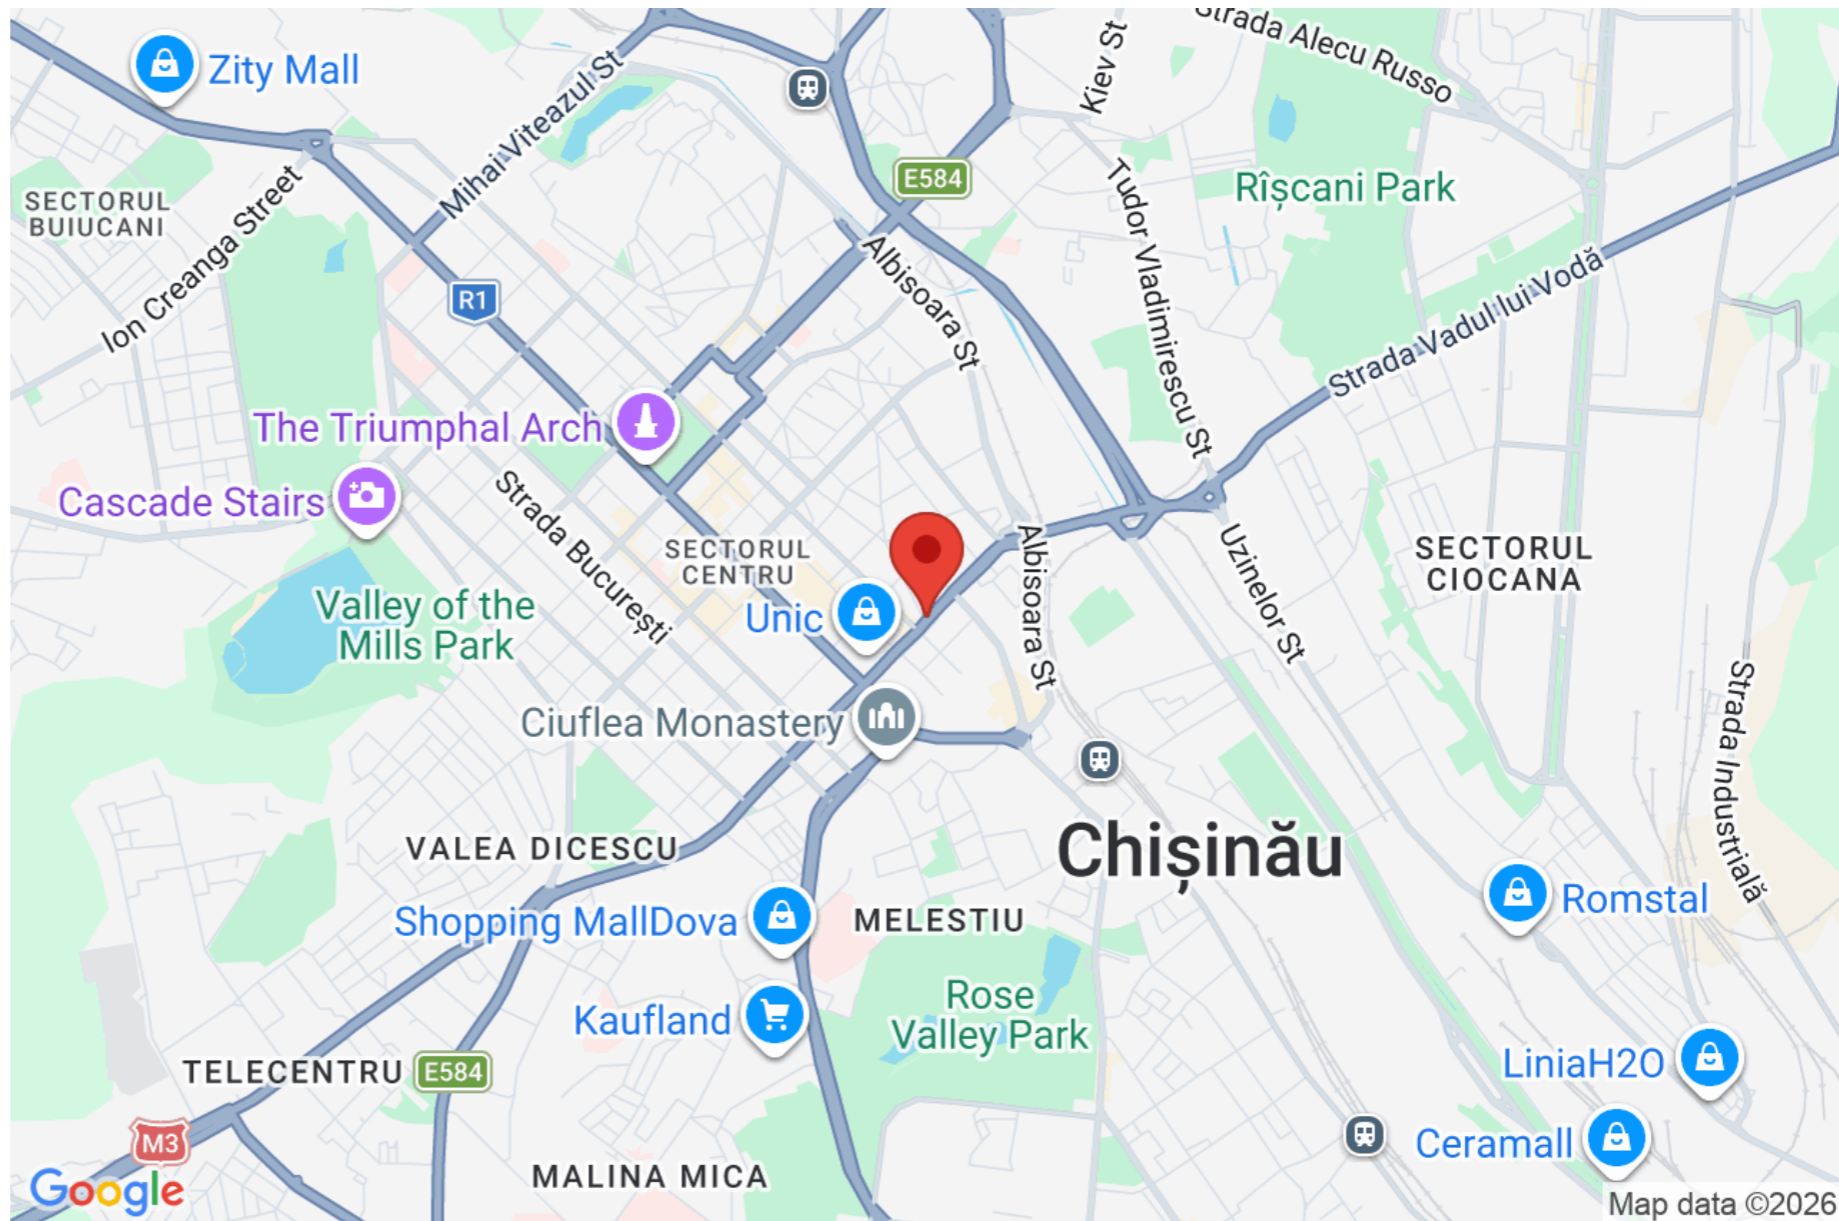 Strada Alecu Russo
Zity Mall
Kiev St
Mihai Viteazul St
E584
SECTORUL
BUIUCANI
Ion Creanga Street
Rîșcani Park
Tudor Vladimirescu St
R1
Albisoara St
Strada Vadul lui Vodă
The Triumphal Arch
Cascade Stairs
Strada București
SECTORUL
CENTRU
Albisoara St
Uzinelor St
SECTORUL
CIOCANA
Valley of the
Mills Park
Unic
Ciuflea Monastery
Strada Industrială
VALEA DICESCU
Chișinău
Shopping MallDova
MELESTIU
Romstal
Kaufland
Rose
Valley Park
TELECENTRU
E584
LiniaH2O
M3
Ceramall
MALINA MICA
Google
Map data ©2026